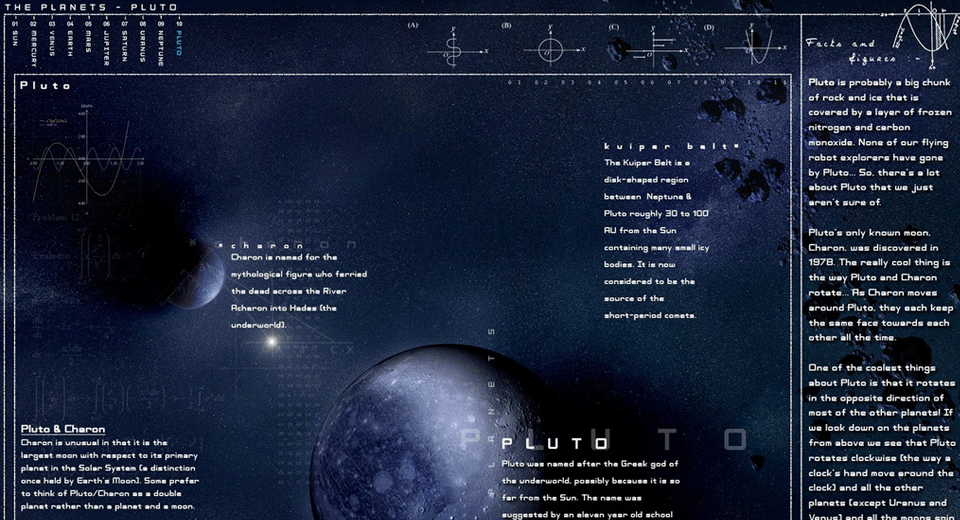 THE PLANETS - PLUTO
01 SUN
02 MERCURY
03 VENUS
04 EARTH
05 MARS
06 JUPITER
07 SATURN
08 URANUS
09 NEPTUNE
10 PLUTO
(A)
(B)
(C)
(D)
Pluto
kuiper belt
The Kuiper Belt is a
disk-shaped region
between Neptune &
Pluto roughly 30 to 100
AU from the Sun
containing many small icy
bodies. It is now
considered to be the
source of the
short-period comets.
charon
Charon is named for the
mythological figure who ferried
the dead across the River
Acheron into Hades (the
underworld).
Pluto & Charon
Charon is unusual in that it is the
largest moon with respect to its primary
planet in the Solar System (a distinction
once held by Earth's Moon). Some prefer
to think of Pluto/Charon as a double
planet rather than a planet and a moon.
PLANETS
PLUTO
PLUTO
Pluto was named after the Greek god of
the underworld, possibly because it is so
far from the Sun. The name was
suggested by an eleven year old school
Facts and
figures :-
Pluto is probably a big chunk
of rock and ice that is
covered by a layer of frozen
nitrogen and carbon
monoxide. None of our flying
robot explorers have gone
by Pluto... So, there's a lot
about Pluto that we just
aren't sure of.
Pluto's only known moon,
Charon, was discovered in
1978. The really cool thing is
the way Pluto and Charon
rotate... As Charon moves
around Pluto, they each keep
the same face towards each
other all the time.
One of the coolest things
about Pluto is that it rotates
in the opposite direction of
most of the other planets! If
we look down on the planets
from above we see that Pluto
rotates clockwise (the way a
clock's hand move around the
clock) and all the other
planets (except Uranus and
Venus) and all the moons spin